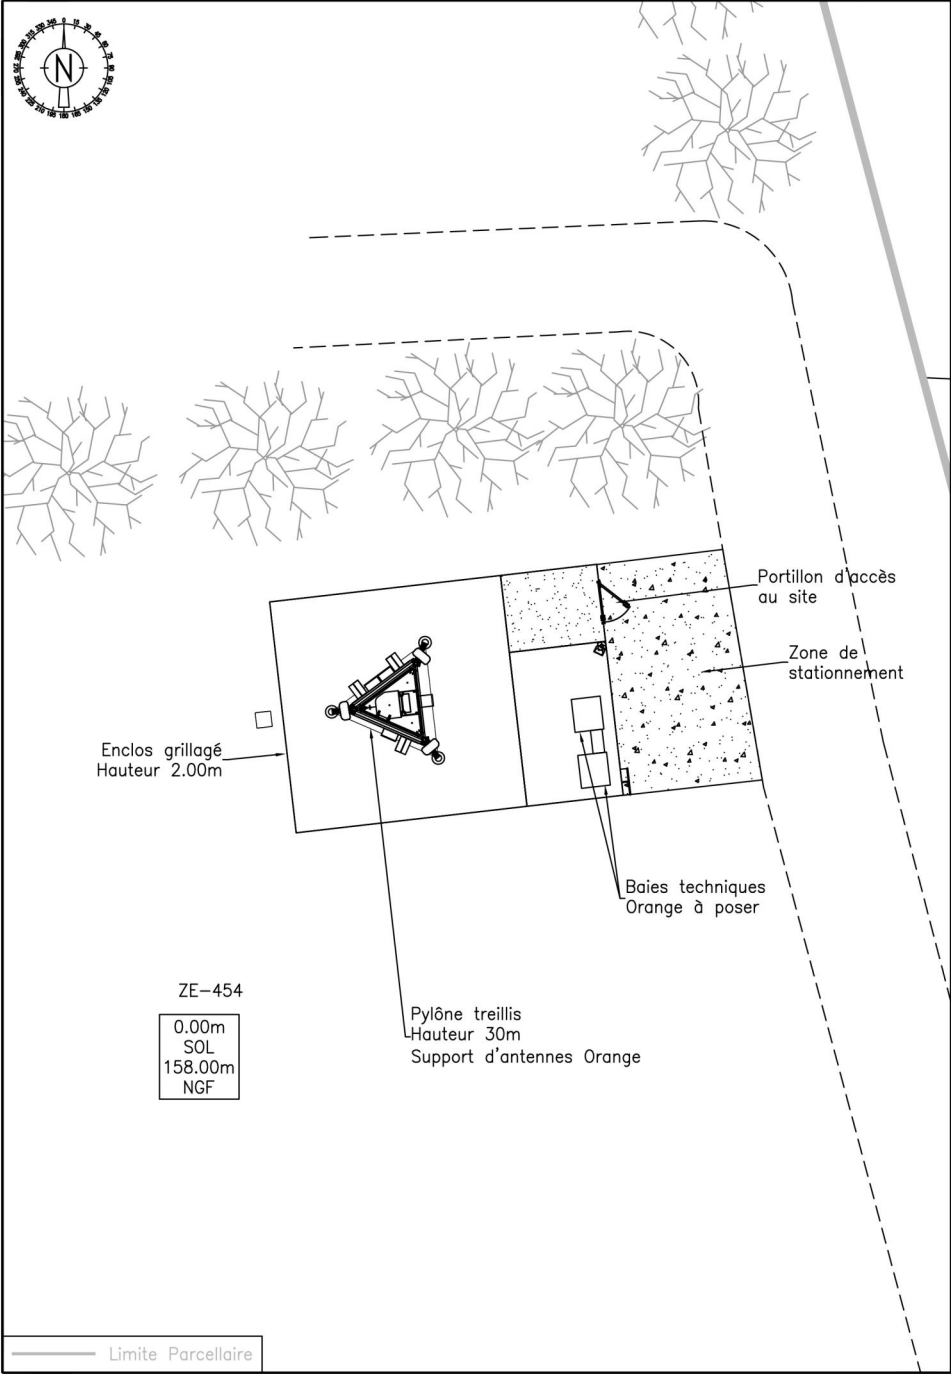 N
Portillon d'accès
au site
Zone de
stationnement
Enclos grillagé
Hauteur 2.00m
Baies techniques
Orange à poser
ZE-454
0.00m
SOL
158.00m
NGF
Pylône treillis
Hauteur 30m
Support d'antennes Orange
Limite Parcellaire